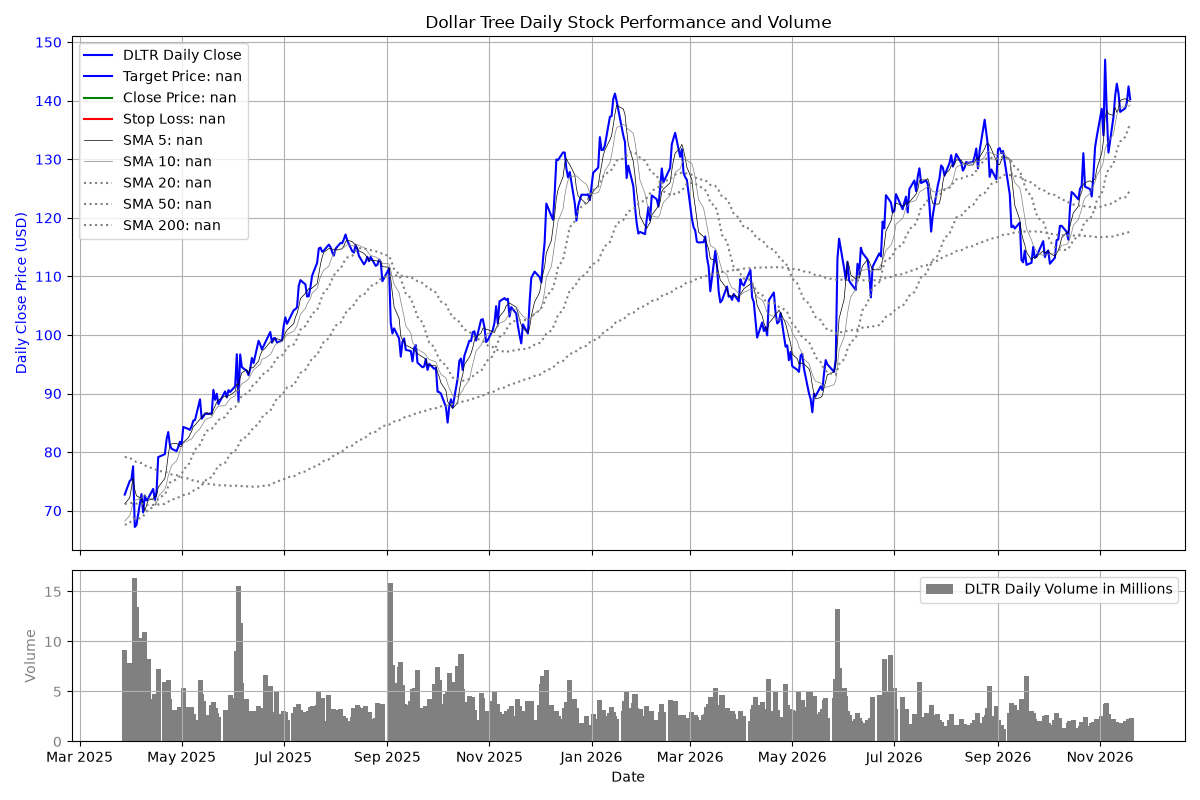 Dollar Tree Daily Stock Performance and Volume
150
140
130
120
110
100
90
80
70
Daily Close Price (USD)
DLTR Daily Close
Target Price: nan
Close Price: nan
Stop Loss: nan
SMA 5: nan
SMA 10: nan
SMA 20: nan
SMA 50: nan
SMA 200: nan
15
10
5
0
Volume
DLTR Daily Volume in Millions
Mar 2025 May 2025 Jul 2025 Sep 2025 Nov 2025 Jan 2026 Mar 2026 May 2026 Jul 2026 Sep 2026 Nov 2026
Date